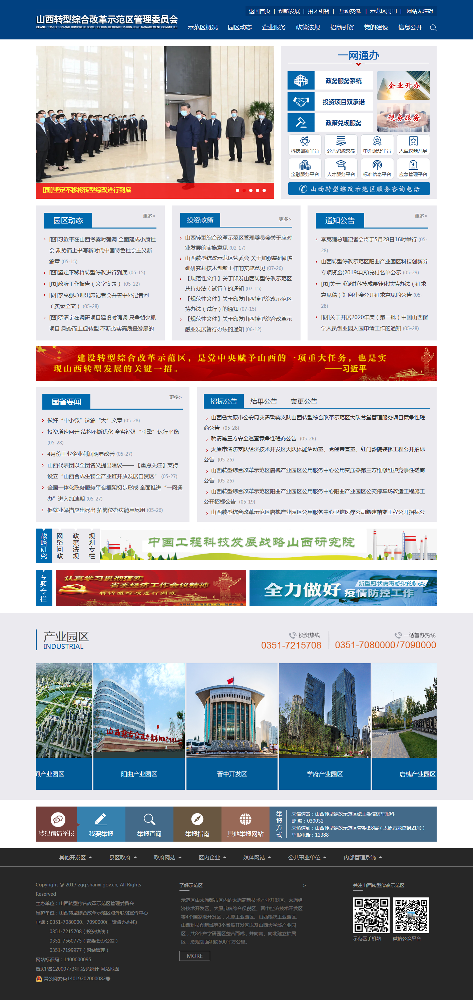 返回首页 | 创新发展 | 招才引智 | 互动交流 | 示范区周刊 | 网站无障碍
山西转型综合改革示范区管理委员会
SHANXI TRANSITION AND COMPREHENSIVE REFORM DEMONSTRATION ZONE MANAGEMENT COMMITTEE
示范区概况 园区动态 企业服务 政策法规 招商引资 党的建设 信息公开
[图]坚定不移将转型综改进行到底
一网通办
政务服务系统
投资项目双承诺
政策兑现服务
企业开办
税务服务
科技创新平台 公共资源交易 中介服务平台 大型仪器共享
金融服务平台 人才服务平台 标准信息平台 应急管理平台
山西转型综改示范区服务咨询电话
园区动态 更多>
[图]习近平在山西考察时强调 全面建成小康社
会 乘势而上书写新时代中国特色社会主义新
篇章 (05-15)
[图]坚定不移将转型综改进行到底 (05-15)
[图]政府工作报告（文字实录） (05-22)
[图]李克强总理出席记者会并答中外记者问
（实录全文） (05-28)
[图]罗清宇在调研项目建设时强调 只争朝夕抓
项目 乘势而上促转型 不断夯实高质量发展的
投资政策 更多>
山西转型综合改革示范区管理委员会关于应对
业发展的实施意见 (02-17)
山西转型综改示范区管委会 关于加强基础研究
础研究和技术创新工作的实施意见 (07-26)
【规范性文件】关于印发山西转型综改示范区
扶持办法（试行）的通知 (07-15)
【规范性文件】关于印发山西转型综改示范区
持办法（试行）的通知 (07-15)
【规范性文件】关于印发山西转型综合改革示
融业发展暂行办法的通知 (06-12)
通知公告 更多>
李克强总理记者会将于5月28日16时举行 (05-
28)
山西转型综改示范区阳曲产业园区科技创新券
专项资金(2019年度)兑付名单公示 (05-29)
[图]关于《促进科技成果转化扶持办法（征求
意见稿）》向社会公开征求意见的公告 (05-
28)
[图]关于开展2020年度（第一批）中国山西留
学人员创业园入园申请工作的通知 (05-28)
建设转型综合改革示范区，是党中央赋予山西的一项重大任务，也是实
现山西转型发展的关键一招。 ——习近平
国省要闻 更多>
做好“中小微”这篇“大”文章 (05-28)
投资增速回升 结构不断优化 全省经济“引擎”运行平稳
(05-28)
4月份工业企业利润明显改善 (05-27)
山西代表团以全团名义提出建议——【重点关注】支持
设立“山西合成生物全产业链开放发展自贸区” (05-27)
全国一体化政务服务平台框架初步形成 全面推进“一网通
办”进入加速期 (05-27)
促就业举措应出尽出 拓岗位办法能用尽用 (05-26)
招标公告 结果公告 变更公告
山西省太原市公安局交通警察支队山西转型综合改革示范区大队食堂管理服务项目竞争性磋
商公告 (05-28)
聘请第三方安全巡查竞争性磋商公告 (05-26)
太原市消防支队经济技术开发区大队体能活动室、党建荣誉室、红门影院装修工程公开招标
公告 (05-25)
山西转型综合改革示范区唐槐产业园区公用服务中心公用变压器第三方维修维护竞争性磋商
公告 (05-25)
山西转型综合改革示范区阳曲产业园区公用服务中心阳曲产业园区公交停车场改造工程施工
公开招标公告 (05-19)
山西转型综合改革示范区唐槐产业园区公用服务中心卫信医疗公司新建箱变工程公开招标公
战略研究
网络问政
政策法规
规划专栏
中国工程科技发展战略山西研究院
专题专栏
认真学习贯彻落实
省委经济工作会议精神
将转型综改进行到底
山西综改示范区党工委、管委会 宣
全力做好 新型冠状病毒感染的肺炎
疫情防控工作
产业园区
INDUSTRIAL
投资热线
0351-7215708
一话督办热线
0351-7080000/7090000
山西转型综改示范区阳曲产业园区
河产业园区 阳曲产业园区 晋中开发区 学府产业园区 唐槐产业园区
涉纪信访举报 我要举报 举报查询 举报指南 其他举报网站
举报方式
来信请寄：山西转型综改示范区纪工委信访举报科
邮 编：030032
来访请到：山西转型综改示范区管委会8层（太原市龙盛街21号）
举报电话：12388
其他开发区 县区政府 政府网站 区内企业 媒体网站 公共事业单位 内部管理系统
Copyright @ 2017 zgq.shanxi.gov.cn, All Rights
Reserved
主办单位：山西转型综合改革示范区管理委员会
维护单位：山西转型综合改革示范区对外联络宣传中心
电话：0351-7080000、7090000(一话督办热线)
0351-7215708（投资热线）
0351-7560775（管委会办公室）
0351-7199977（网站管理）
网站标识码：1400000095
晋ICP备12000773号 站长统计 网站地图
晋公网安备14019202000082号
了解示范区 >
示范区由太原都市区内的太原高新技术产业开发区、太原经
济技术开发区、太原武宿综合保税区、晋中经济技术开发区
等4个国家级开发区，太原工业园区、山西榆次工业园区、
山西科技创新城等3个省级开发区以及山西大学城产业园
区，共8个产学研园区整合而成，并向南、向北建立扩展
区，总规划面积约600平方公里。
MORE
关注山西转型综改示范区
示范区手机站 微信公众平台